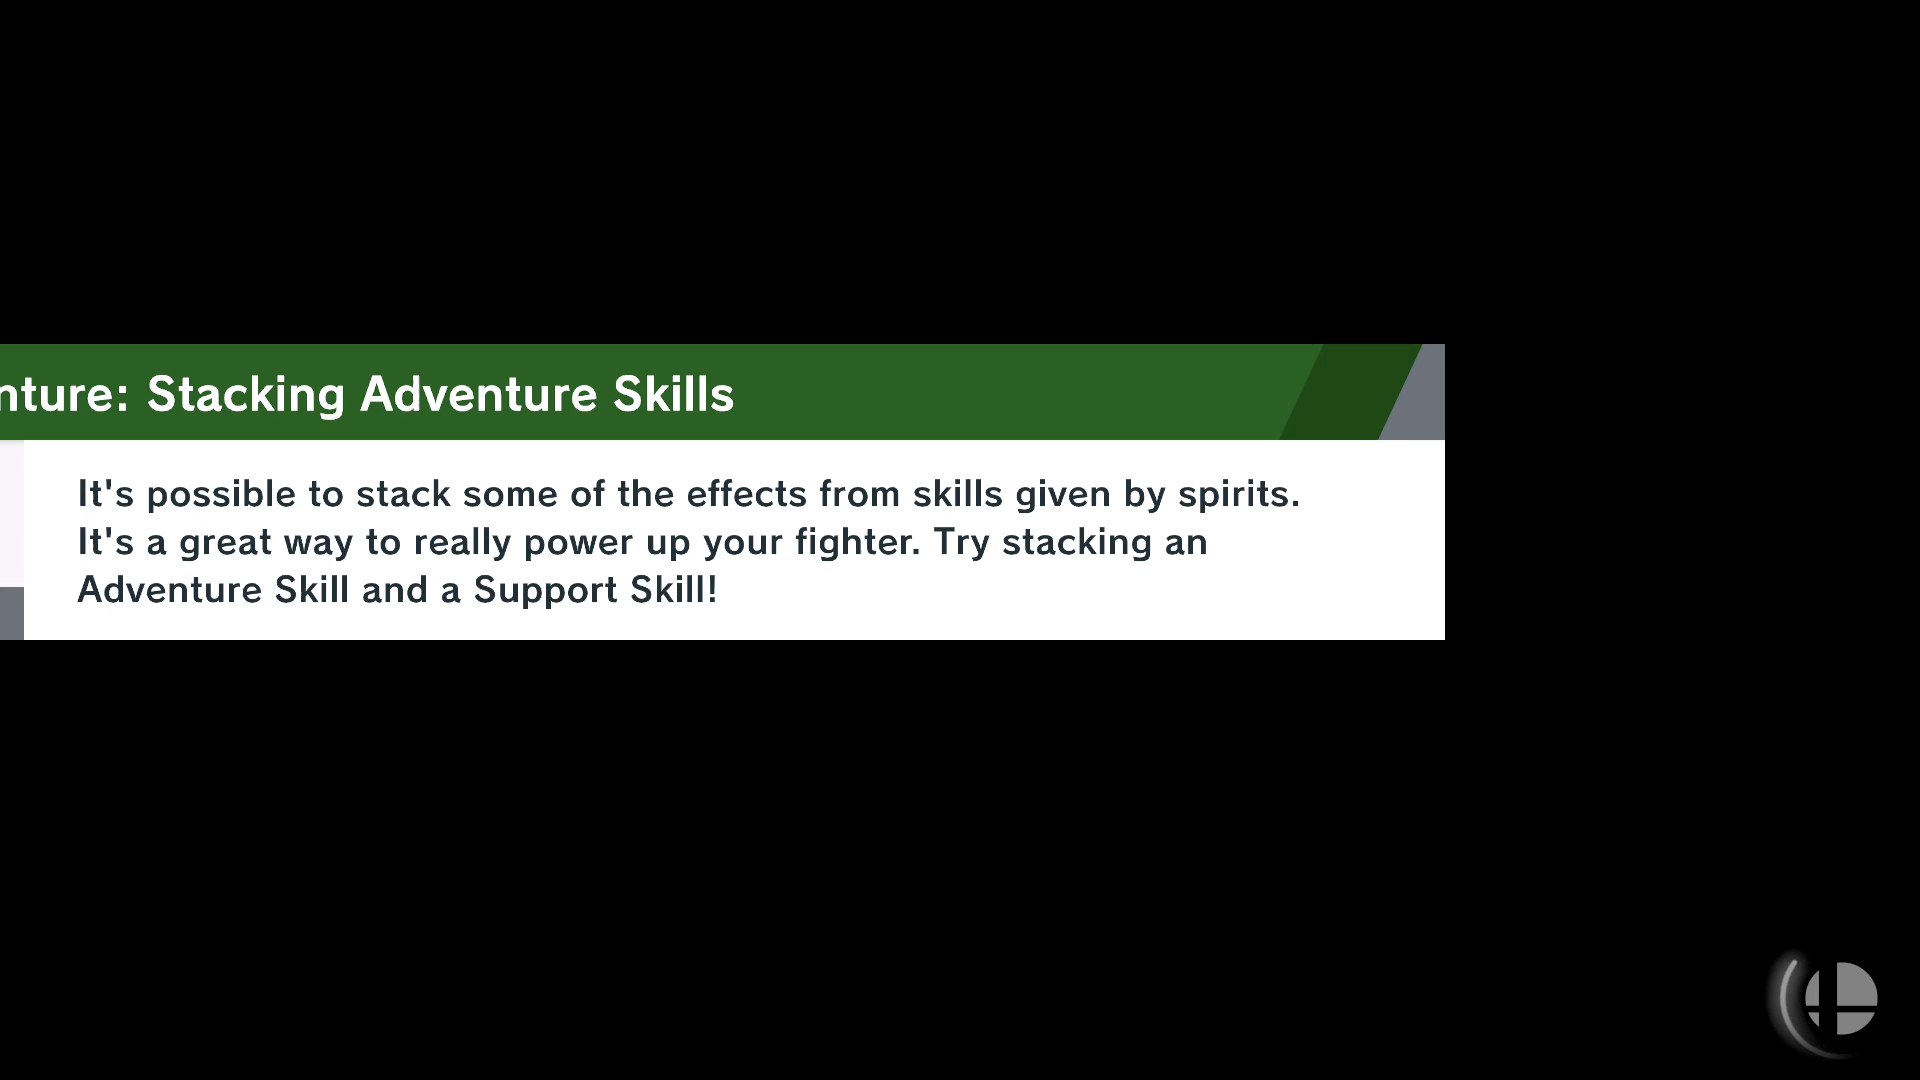 nture: Stacking Adventure Skills
It's possible to stack some of the effects from skills given by spirits.
It's a great way to really power up your fighter. Try stacking an
Adventure Skill and a Support Skill!